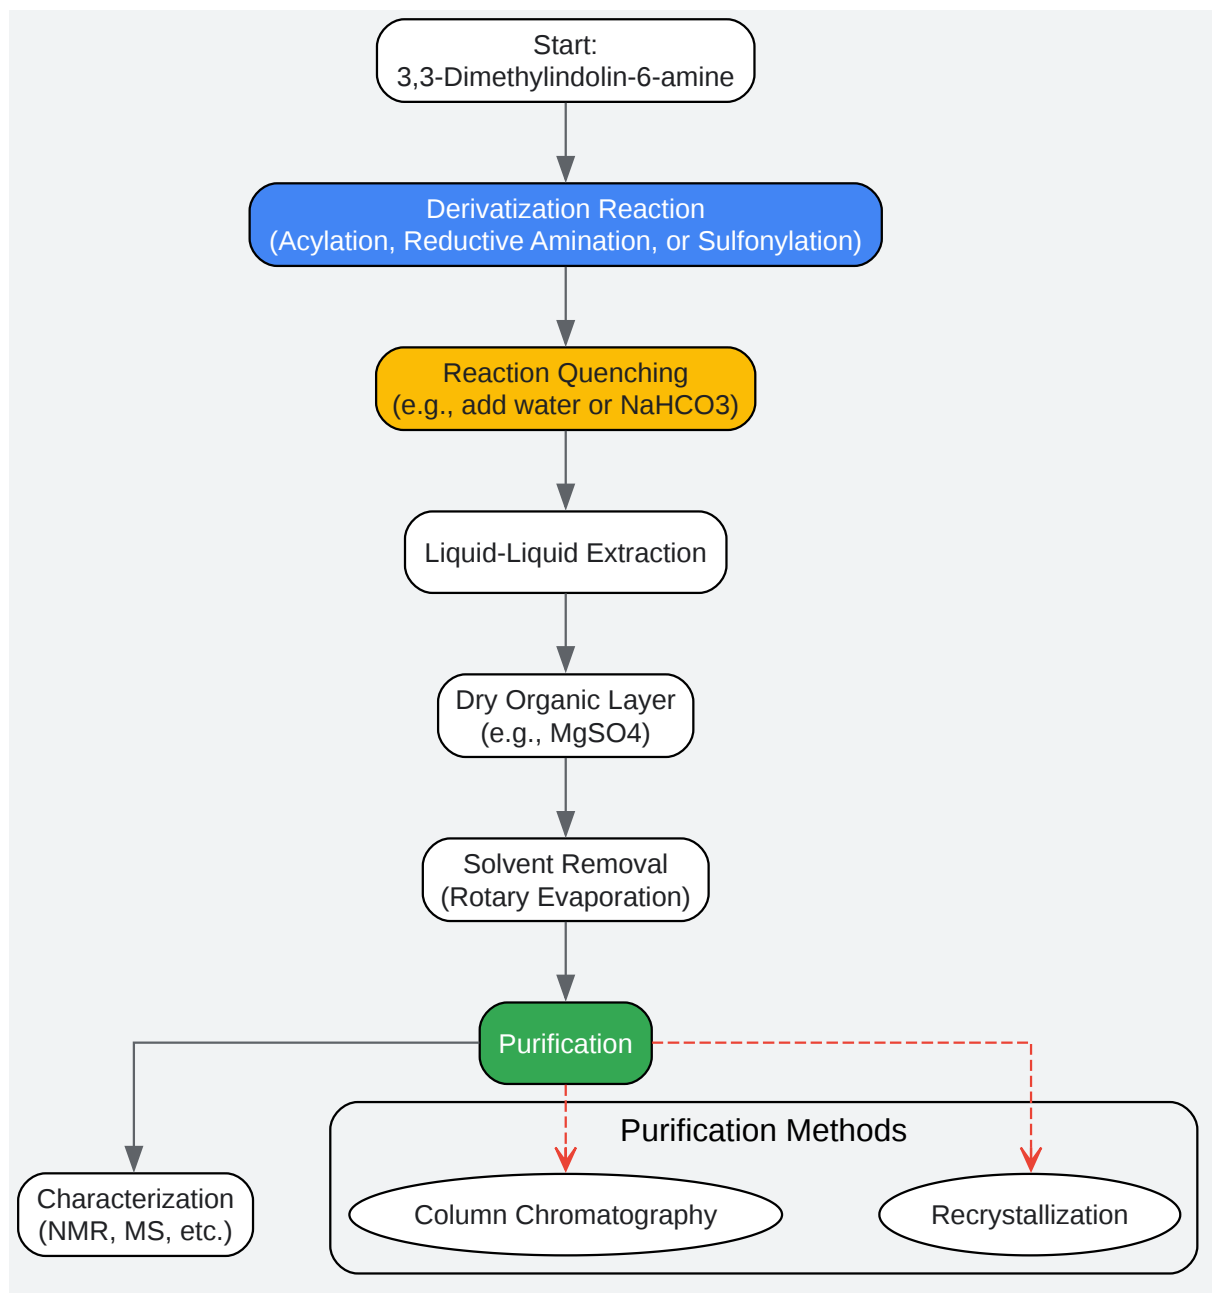 Start:
3,3-Dimethylindolin-6-amine
Derivatization Reaction
(Acylation, Reductive Amination, or Sulfonylation)
Reaction Quenching
(e.g., add water or NaHCO3)
Liquid-Liquid Extraction
Dry Organic Layer
(e.g., MgSO4)
Solvent Removal
(Rotary Evaporation)
Purification
Purification Methods
Characterization
(NMR, MS, etc.)
Column Chromatography
Recrystallization